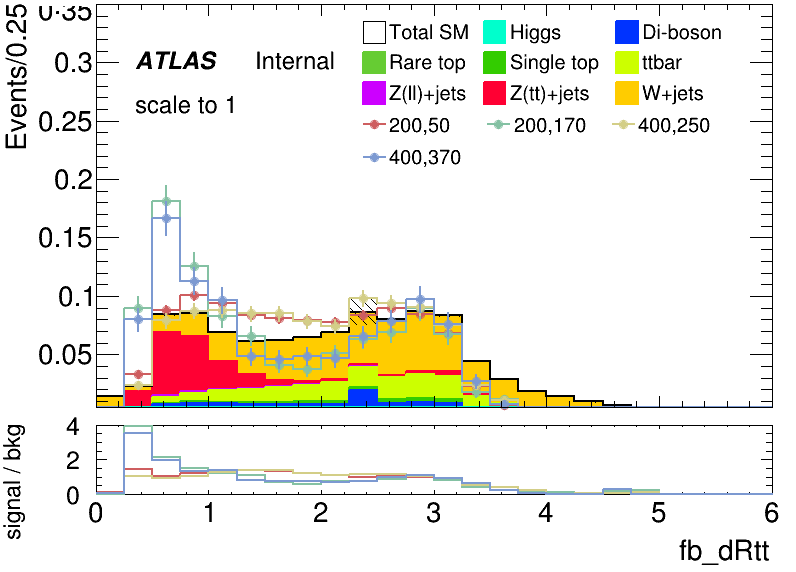 0.35
Events/0.25
ATLAS Internal
scale to 1
Total SM Higgs Di-boson
Rare top Single top ttbar
Z(ll)+jets Z(tt)+jets W+jets
200,50 200,170 400,250
400,370
0.3
0.25
0.2
0.15
0.1
0.05
signal / bkg
4
2
0
0 1 2 3 4 5 6
fb_dRtt